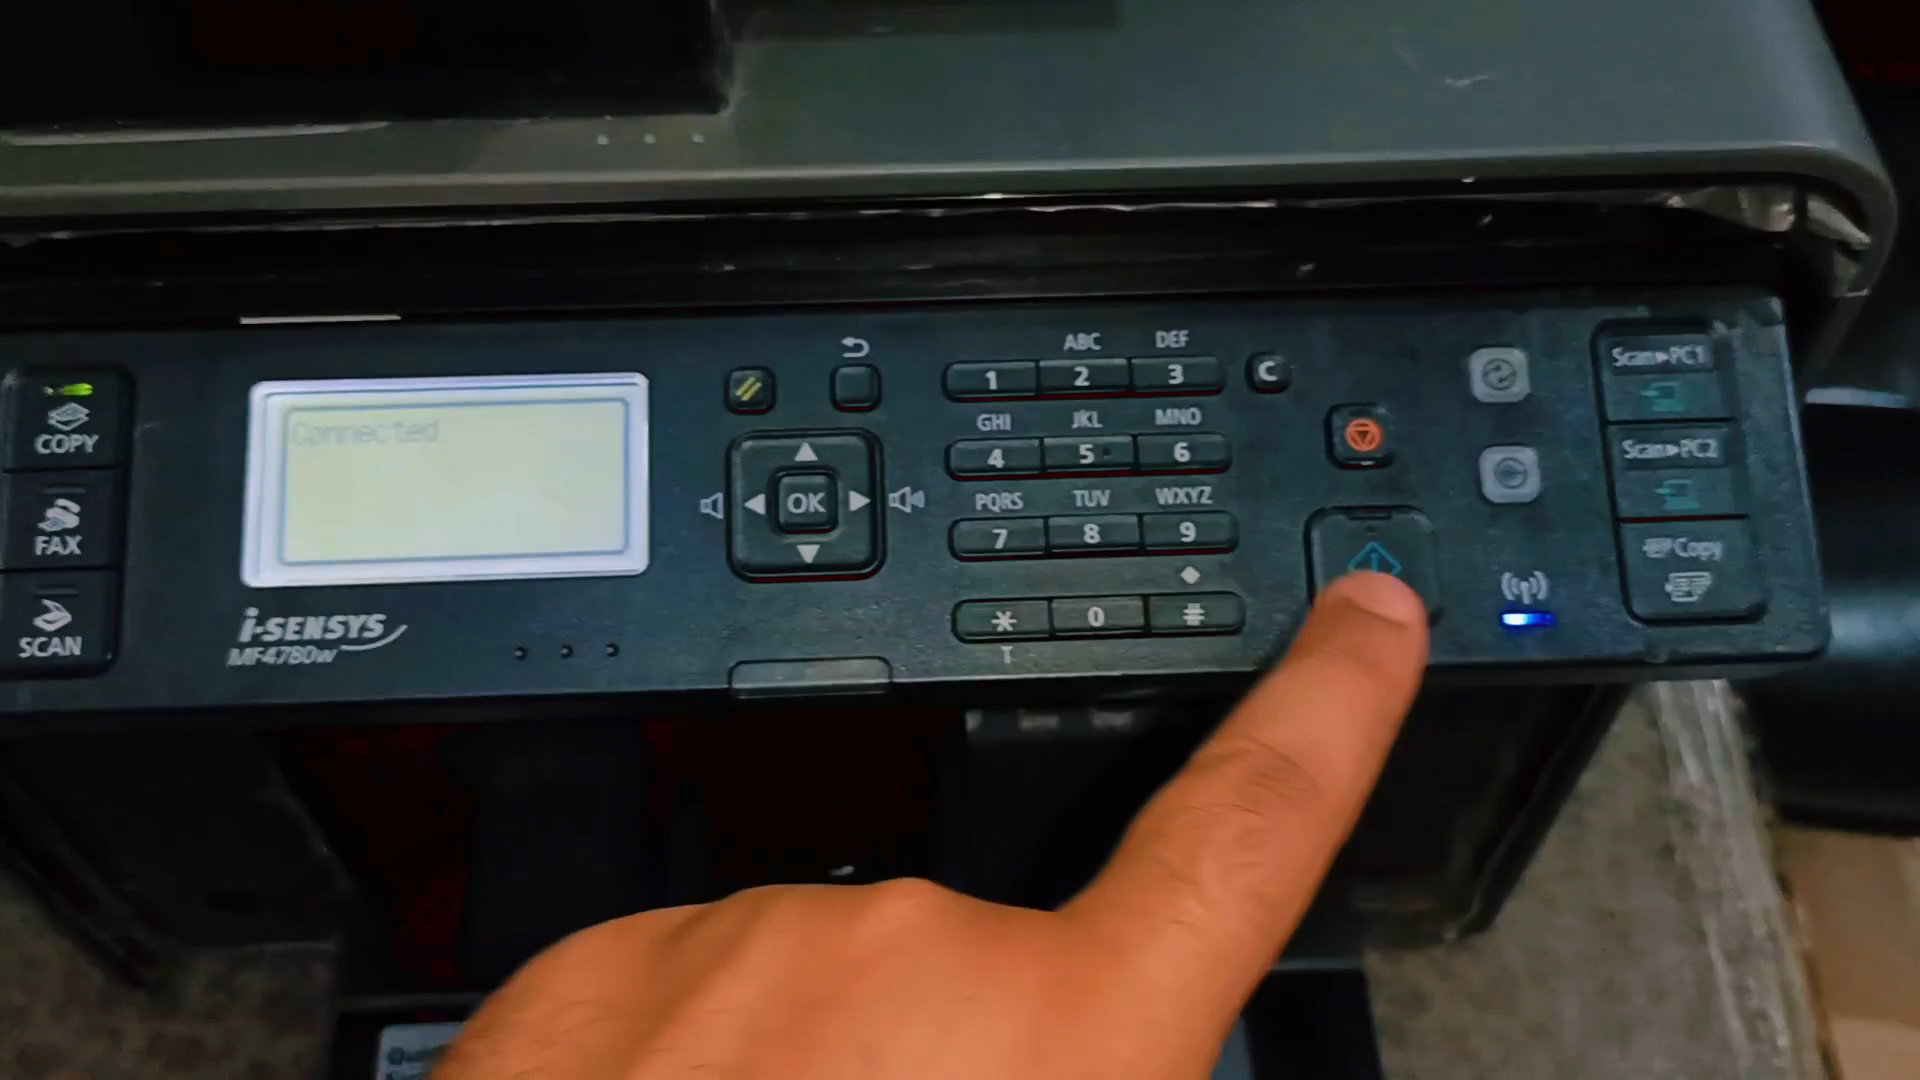 COPY
FAX
SCAN
Connected
i-SENSYS
MF4780w
OK
ABC
DEF
1
2
3
GHI
JKL
MNO
4
5
6
PQRS
TUV
WXYZ
7
8
9
*
0
#
T
C
Scan▸PC1
Scan▸PC2
Copy